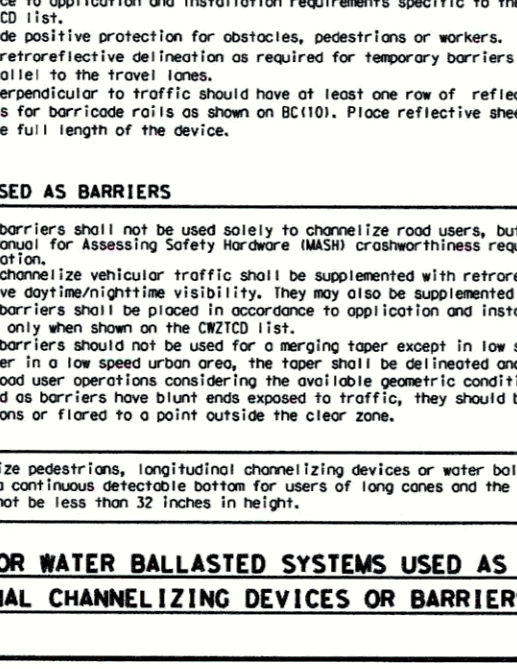 ce to application and installation requirements specific to the
CD list.
de positive protection for obstacles, pedestrians or workers.
retroreflective delineation as required for temporary barriers
allel to the travel lanes.
erpendicular to traffic should have at least one row of reflec
s for barricade rails as shown on BC(10). Place reflective shee
e full length of the device.
SED AS BARRIERS
barriers shall not be used solely to channelize road users, but
anual for Assessing Safety Hardware (MASH) crashworthiness requ
ation.
channelize vehicular traffic shall be supplemented with retrore
ve daytime/nighttime visibility. They may also be supplemented
barriers shall be placed in accordance to application and insta
only when shown on the CWZTCD list.
barriers should not be used for a merging taper except in low s
er in a low speed urban area, the taper shall be delineated and
oad user operations considering the available geometric conditi
d as barriers have blunt ends exposed to traffic, they should b
ons or flared to a point outside the clear zone.
ize pedestrians, longitudinal channelizing devices or water bal
a continuous detectable bottom for users of long canes and the
not be less than 32 inches in height.
OR WATER BALLASTED SYSTEMS USED AS
NAL CHANNELIZING DEVICES OR BARRIER